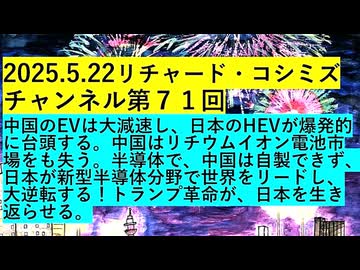 2025.5.22リチャード・コシミズ
チャンネル第７１回
中国のEVは大減速し、日本のHEVが爆発的
に台頭する。中国はリチウムイオン電池市
場をも失う。半導体で、中国は自製できず、
日本が新型半導体分野で世界をリードし、
大逆転する！トランプ革命が、日本を生き
返らせる。